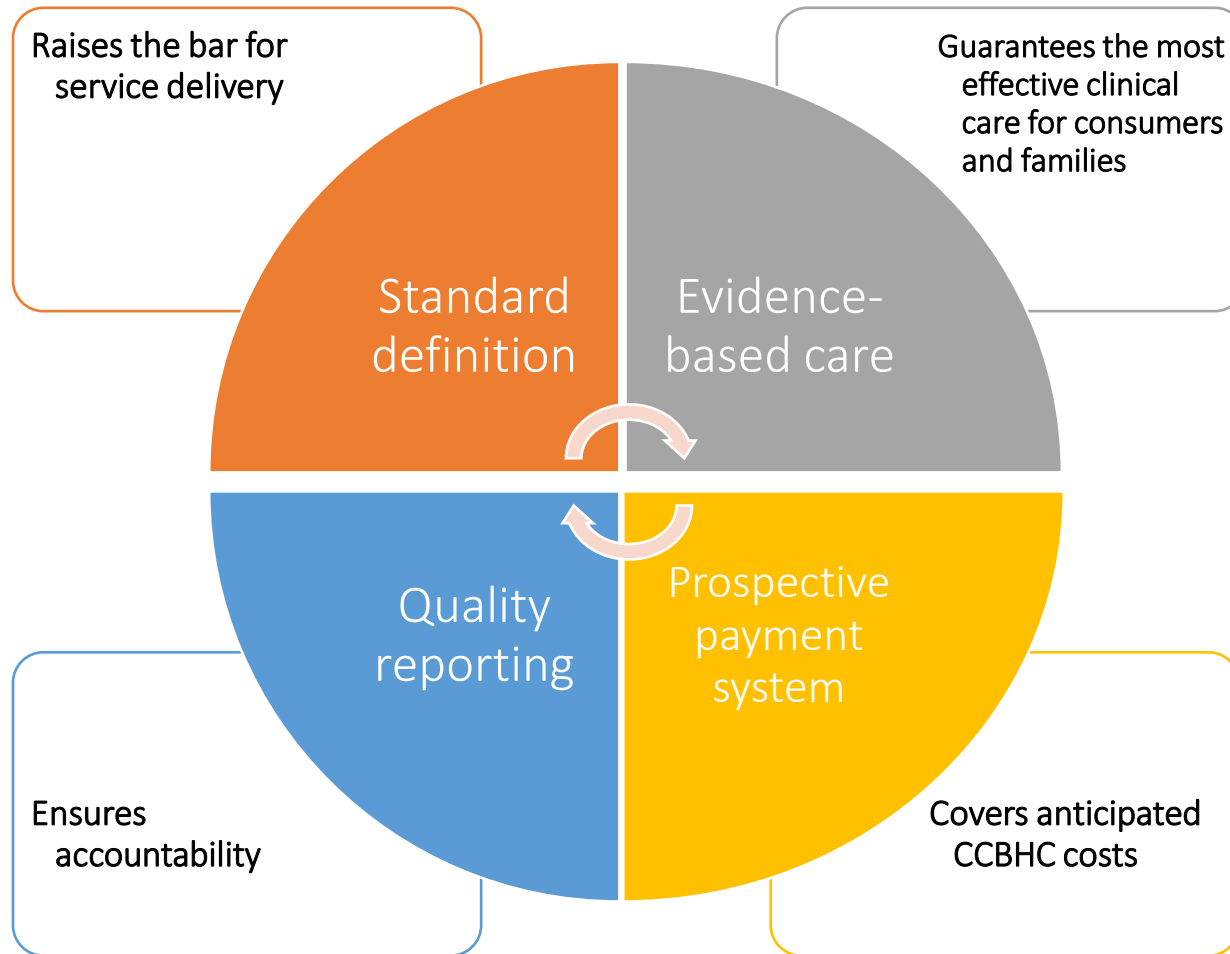 Raises the bar for
service delivery
Guarantees the most
effective clinical
care for consumers
and families
Standard
definition
Evidence-
based care
Quality
reporting
Prospective
payment
system
Ensures
accountability
Covers anticipated
CCBHC costs